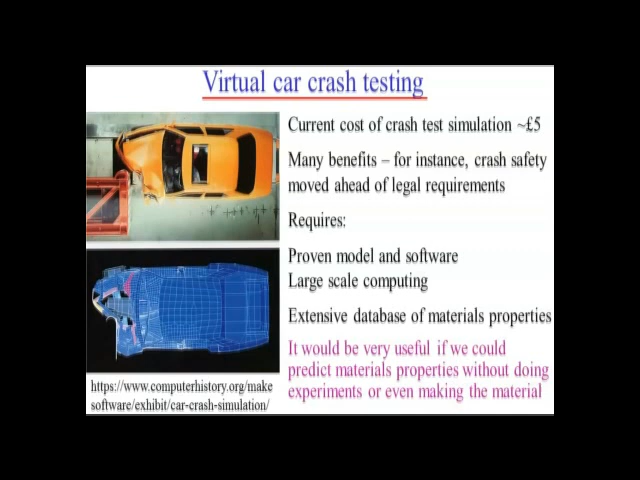 Virtual car crash testing
Current cost of crash test simulation ~£5
Many benefits – for instance, crash safety
moved ahead of legal requirements
Requires:
Proven model and software
Large scale computing
Extensive database of materials properties
It would be very useful if we could
predict materials properties without doing
experiments or even making the material
https://www.computerhistory.org/make
software/exhibit/car-crash-simulation/